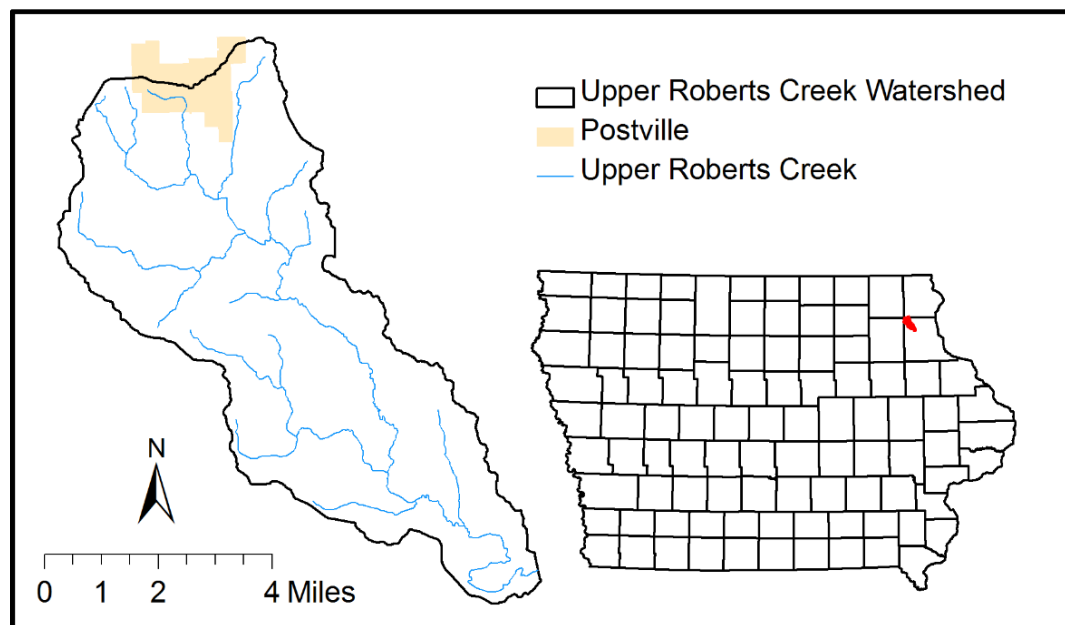 Upper Roberts Creek Watershed
Postville
Upper Roberts Creek
N
0 1 2 4 Miles